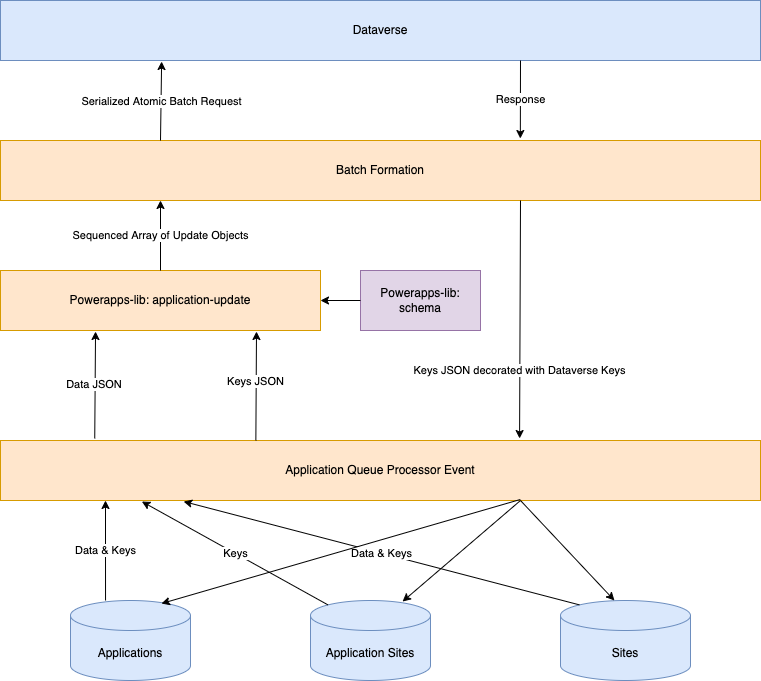 Dataverse
Serialized Atomic Batch Request
Response
Batch Formation
Sequenced Array of Update Objects
Powerapps-lib: application-update
Powerapps-lib:
schema
Data JSON
Keys JSON
Keys JSON decorated with Dataverse Keys
Application Queue Processor Event
Data & Keys
Keys
Data & Keys
Applications
Application Sites
Sites